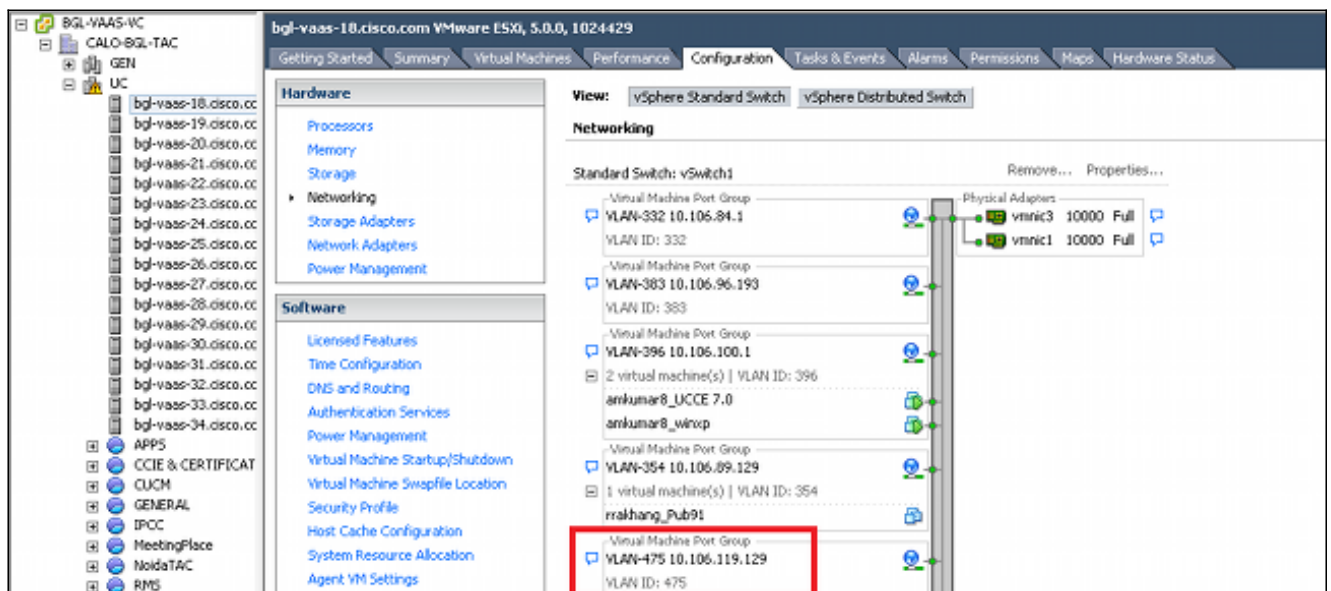 BGL-VAAS-VC
CALO-BGL-TAC
GEN
UC
bgl-vaas-18.cisco.cc
bgl-vaas-19.cisco.cc
bgl-vaas-20.cisco.cc
bgl-vaas-21.cisco.cc
bgl-vaas-22.cisco.cc
bgl-vaas-23.cisco.cc
bgl-vaas-24.cisco.cc
bgl-vaas-25.cisco.cc
bgl-vaas-26.cisco.cc
bgl-vaas-27.cisco.cc
bgl-vaas-28.cisco.cc
bgl-vaas-29.cisco.cc
bgl-vaas-30.cisco.cc
bgl-vaas-31.cisco.cc
bgl-vaas-32.cisco.cc
bgl-vaas-33.cisco.cc
bgl-vaas-34.cisco.cc
APPS
CCIE & CERTIFICAT
CUCM
GENERAL
IPCC
MeetingPlace
NoidaTAC
RMS
bgl-vaas-18.cisco.com VMware ESXi, 5.0.0, 1024429
Getting Started Summary Virtual Machines Performance Configuration Tasks & Events Alarms Permissions Maps Hardware Status
Hardware
Processors
Memory
Storage
Networking
Storage Adapters
Network Adapters
Power Management
Software
Licensed Features
Time Configuration
DNS and Routing
Authentication Services
Power Management
Virtual Machine Startup/Shutdown
Virtual Machine Swapfile Location
Security Profile
Host Cache Configuration
System Resource Allocation
Agent VM Settings
View: vSphere Standard Switch vSphere Distributed Switch
Networking
Standard Switch: vSwitch1 Remove... Properties...
Virtual Machine Port Group
VLAN-332 10.106.84.1
VLAN ID: 332
Virtual Machine Port Group
VLAN-383 10.106.96.193
VLAN ID: 383
Virtual Machine Port Group
VLAN-396 10.106.100.1
2 virtual machine(s) | VLAN ID: 396
amkumar8_UCCE 7.0
amkumar8_winxp
Virtual Machine Port Group
VLAN-354 10.106.89.129
1 virtual machine(s) | VLAN ID: 354
rrakhang_Pub91
Virtual Machine Port Group
VLAN-475 10.106.119.129
VLAN ID: 475
Physical Adapters
vmnic3 10000 Full
vmnic1 10000 Full